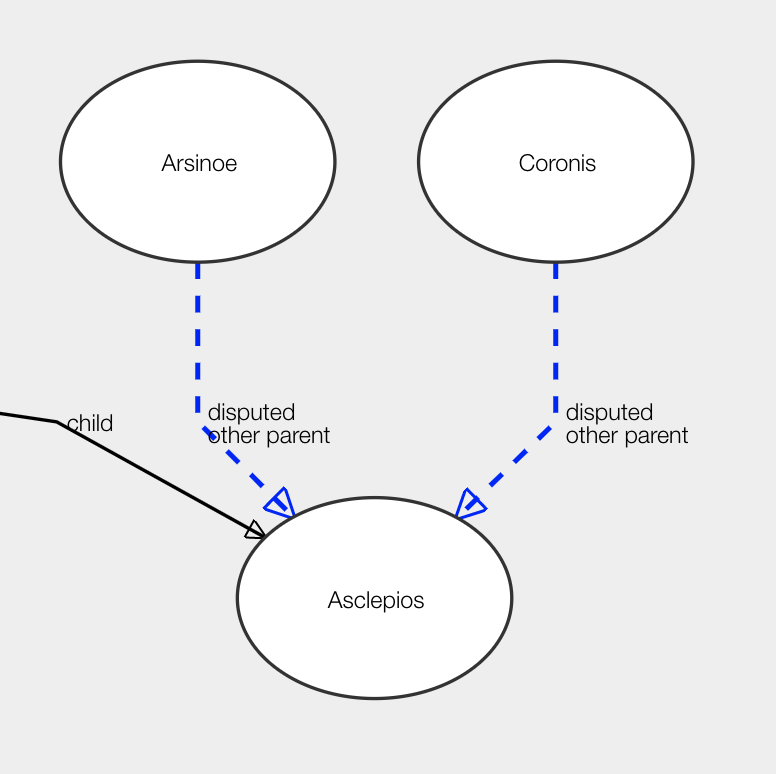 Arsinoe
Coronis
child
disputed
other parent
disputed
other parent
Asclepios